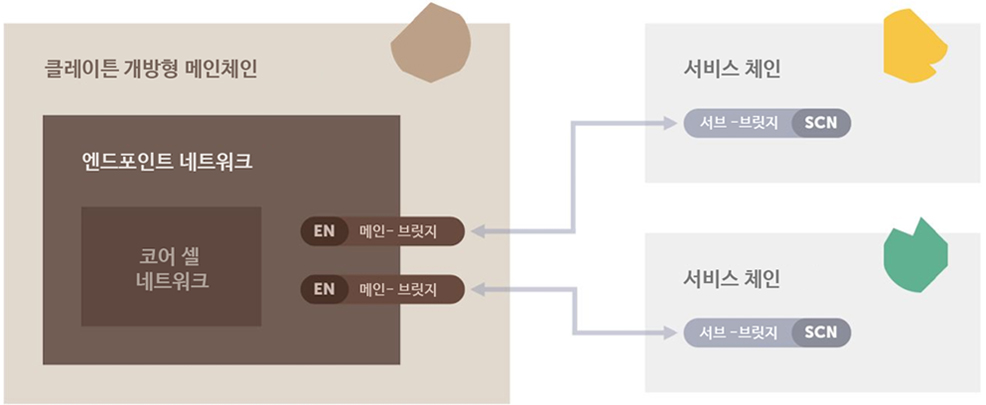 클레이튼 개방형 메인체인
엔드포인트 네트워크
코어 셀
네트워크
EN 메인- 브릿지
EN 메인- 브릿지
서비스 체인
서브 -브릿지 SCN
서비스 체인
서브 -브릿지 SCN